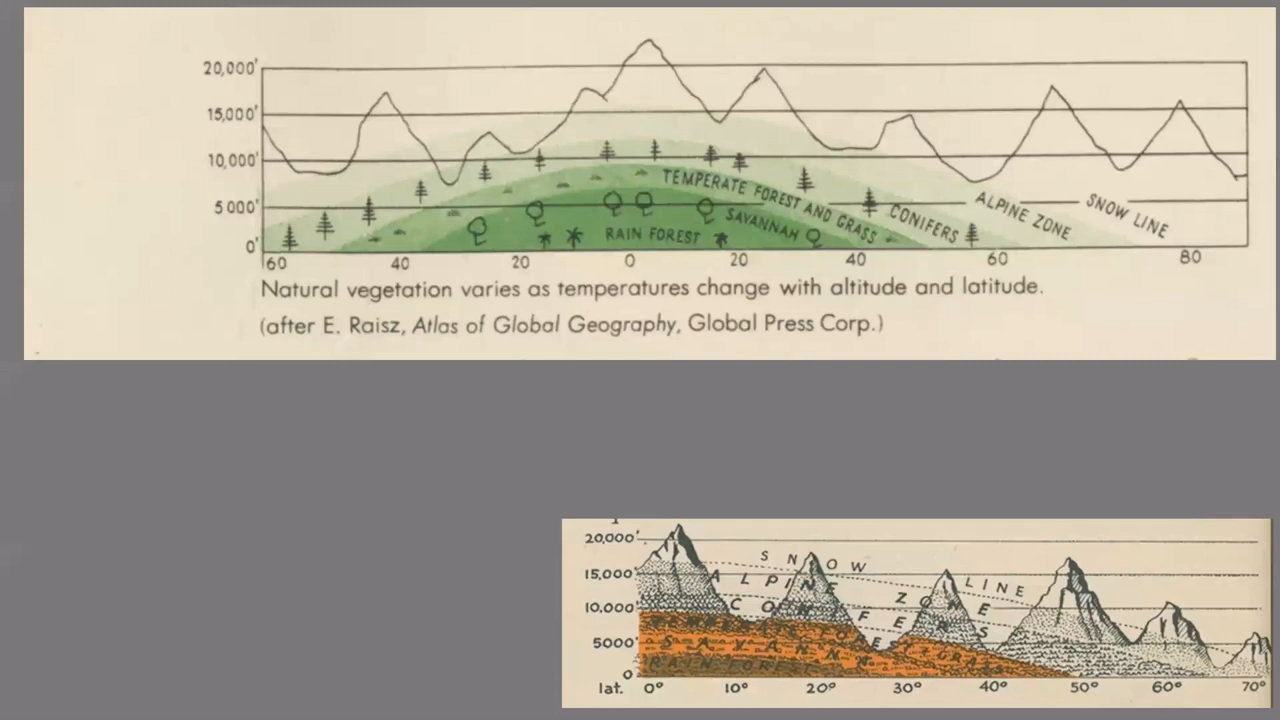 20,000'
15,000'
10,000'
5000'
0'
TEMPERATE FOREST AND GRASS
CONIFERS
ALPINE ZONE
SNOW LINE
SAVANNAH
RAIN FOREST
60 40 20 0 20 40 60 80
Natural vegetation varies as temperatures change with altitude and latitude.
(after E. Raisz, Atlas of Global Geography, Global Press Corp.)
20,000'
15,000'
10,000'
5000'
0
SNOW LINE
ALPINE ZONE
CONIFERS
SAVANNA
RAIN FOREST
lat. 0° 10° 20° 30° 40° 50° 60° 70°